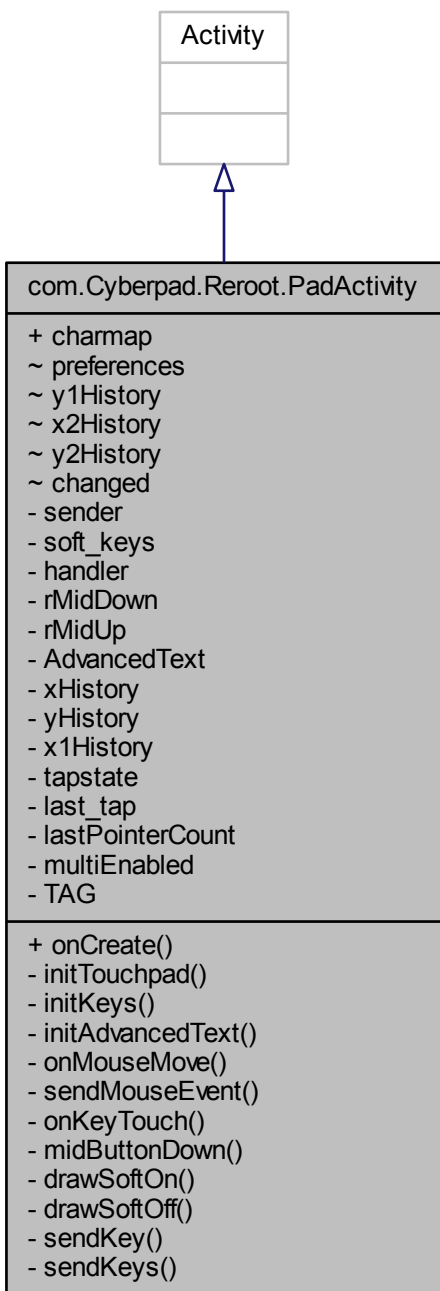 Activity
com.Cyberpad.Reroot.PadActivity
+ charmap
~ preferences
~ y1History
~ x2History
~ y2History
~ changed
- sender
- soft_keys
- handler
- rMidDown
- rMidUp
- AdvancedText
- xHistory
- yHistory
- x1History
- tapstate
- last_tap
- lastPointerCount
- multiEnabled
- TAG
+ onCreate()
- initTouchpad()
- initKeys()
- initAdvancedText()
- onMouseMove()
- sendMouseEvent()
- onKeyTouch()
- midButtonDown()
- drawSoftOn()
- drawSoftOff()
- sendKey()
- sendKeys()